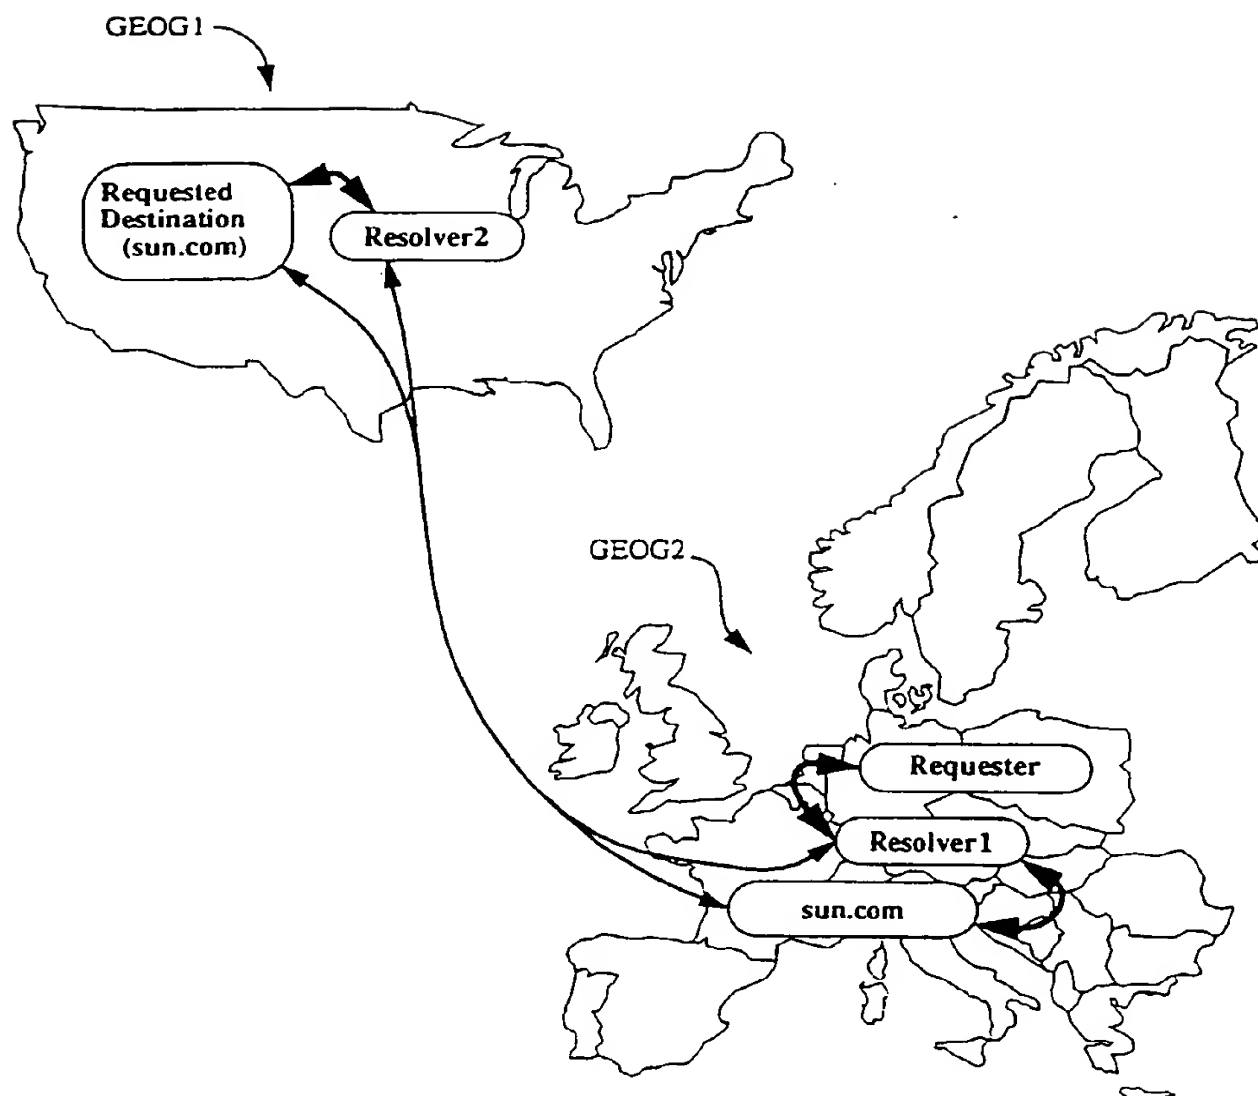 GEOG1
Requested
Destination
(sun.com)
Resolver2
GEOG2
Requester
Resolver1
sun.com